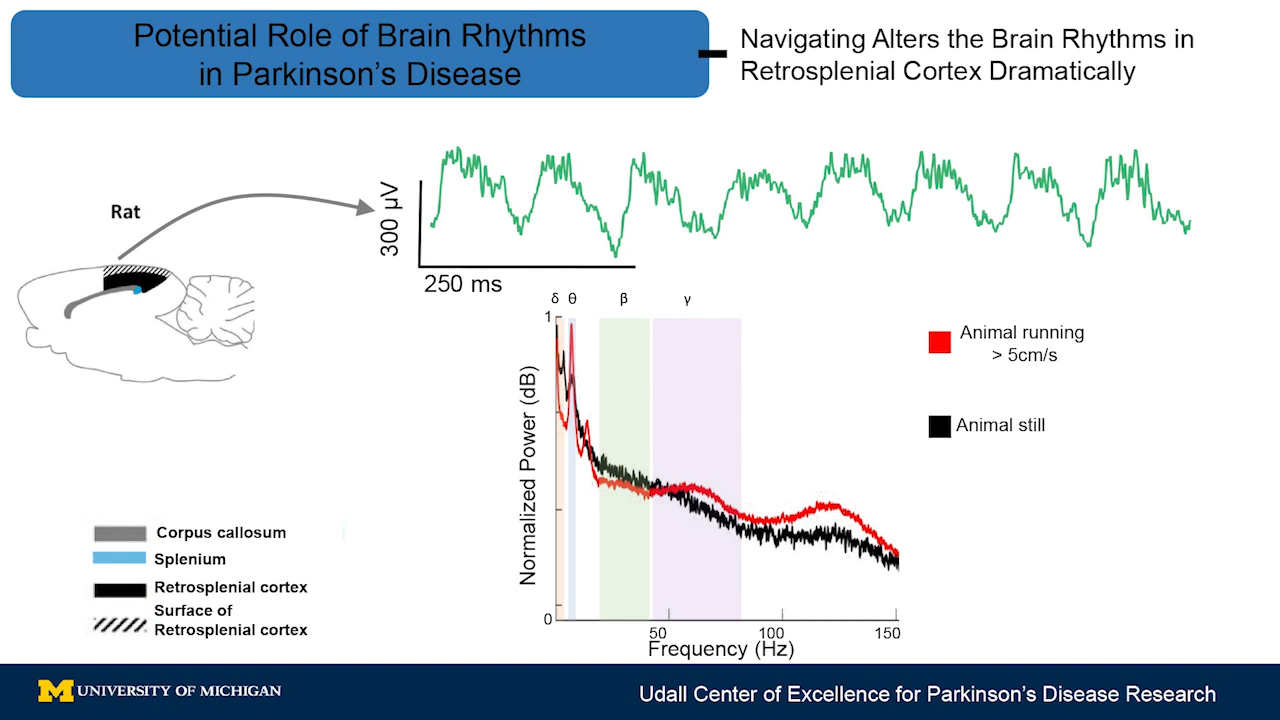 Potential Role of Brain Rhythms
in Parkinson's Disease
Navigating Alters the Brain Rhythms in
Retrosplenial Cortex Dramatically
Rat
300 µV
250 ms
δ θ β γ
1
Normalized Power (dB)
0
50 100 150
Frequency (Hz)
Animal running
> 5cm/s
Animal still
Corpus callosum
Splenium
Retrosplenial cortex
Surface of
Retrosplenial cortex
M UNIVERSITY OF MICHIGAN
Udall Center of Excellence for Parkinson's Disease Research